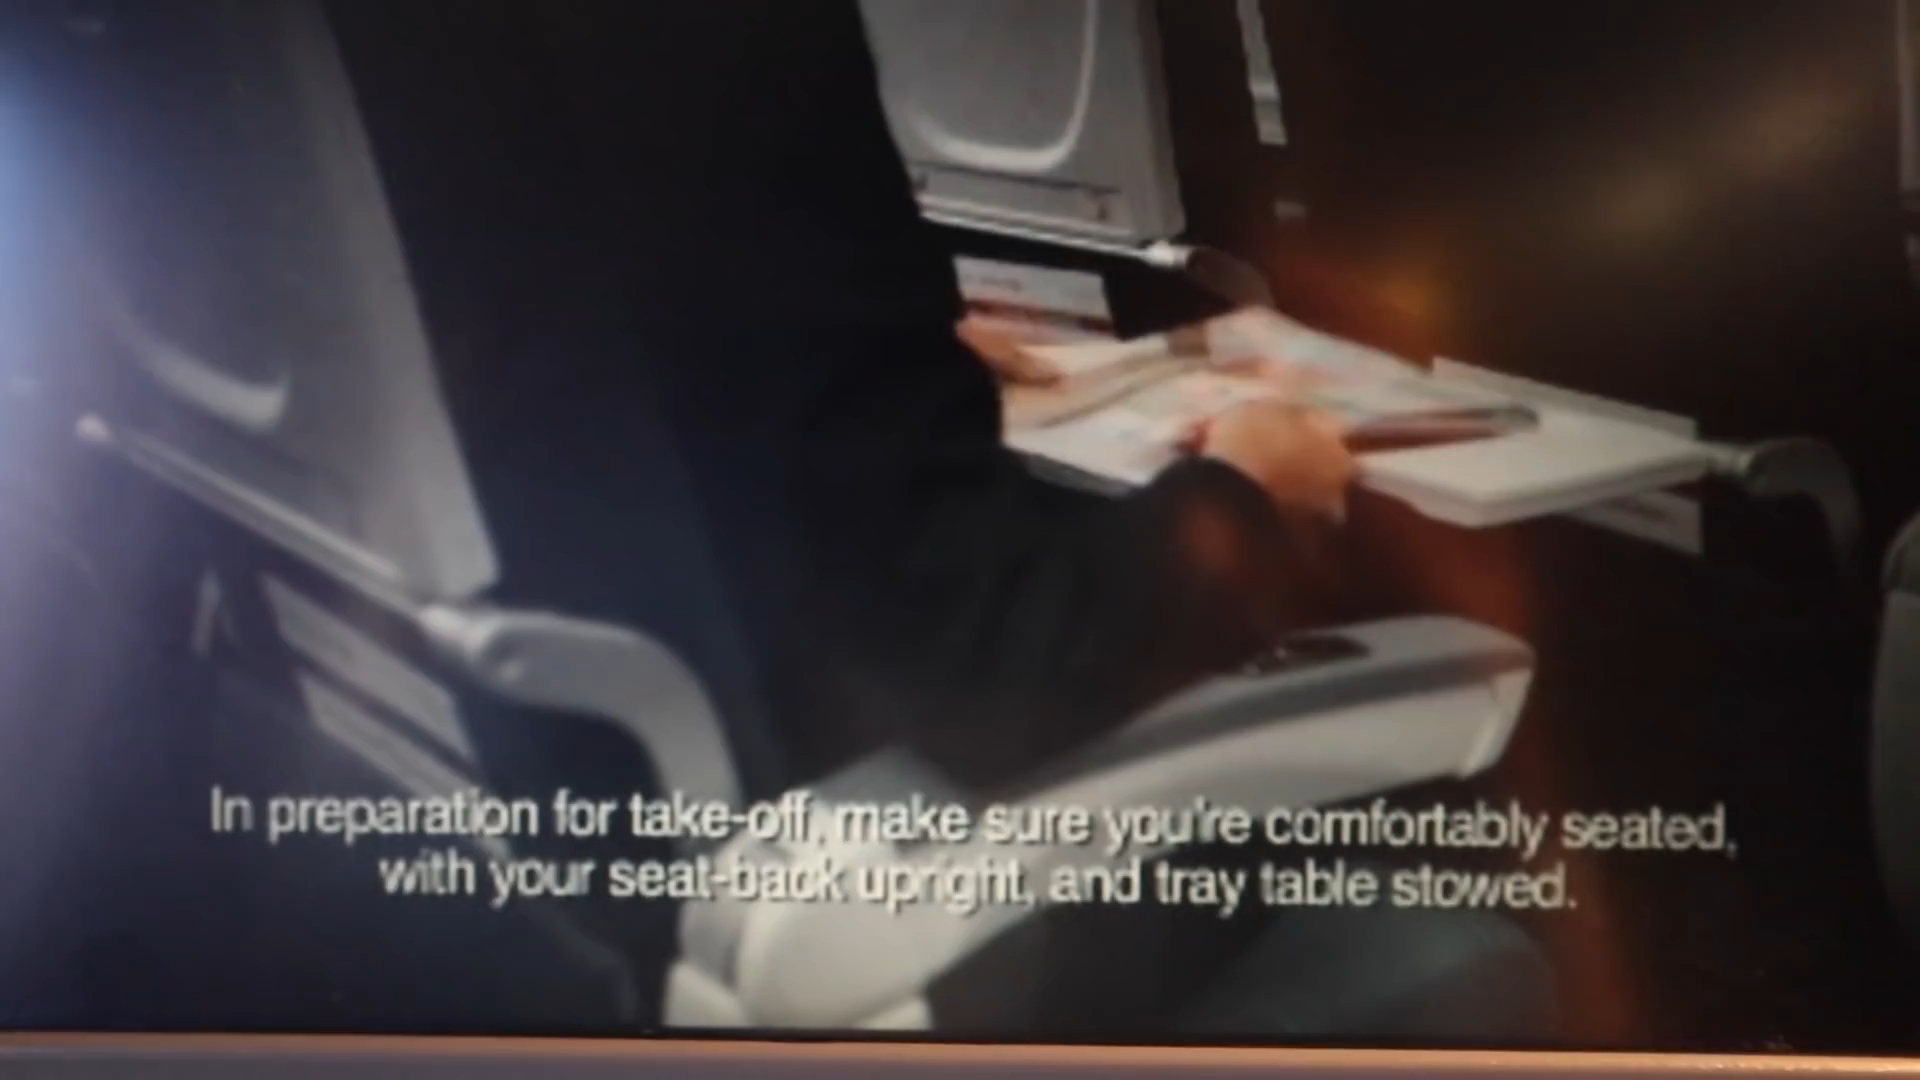 In preparation for take-off, make sure you're comfortably seated,
with your seat-back upright, and tray table stowed.